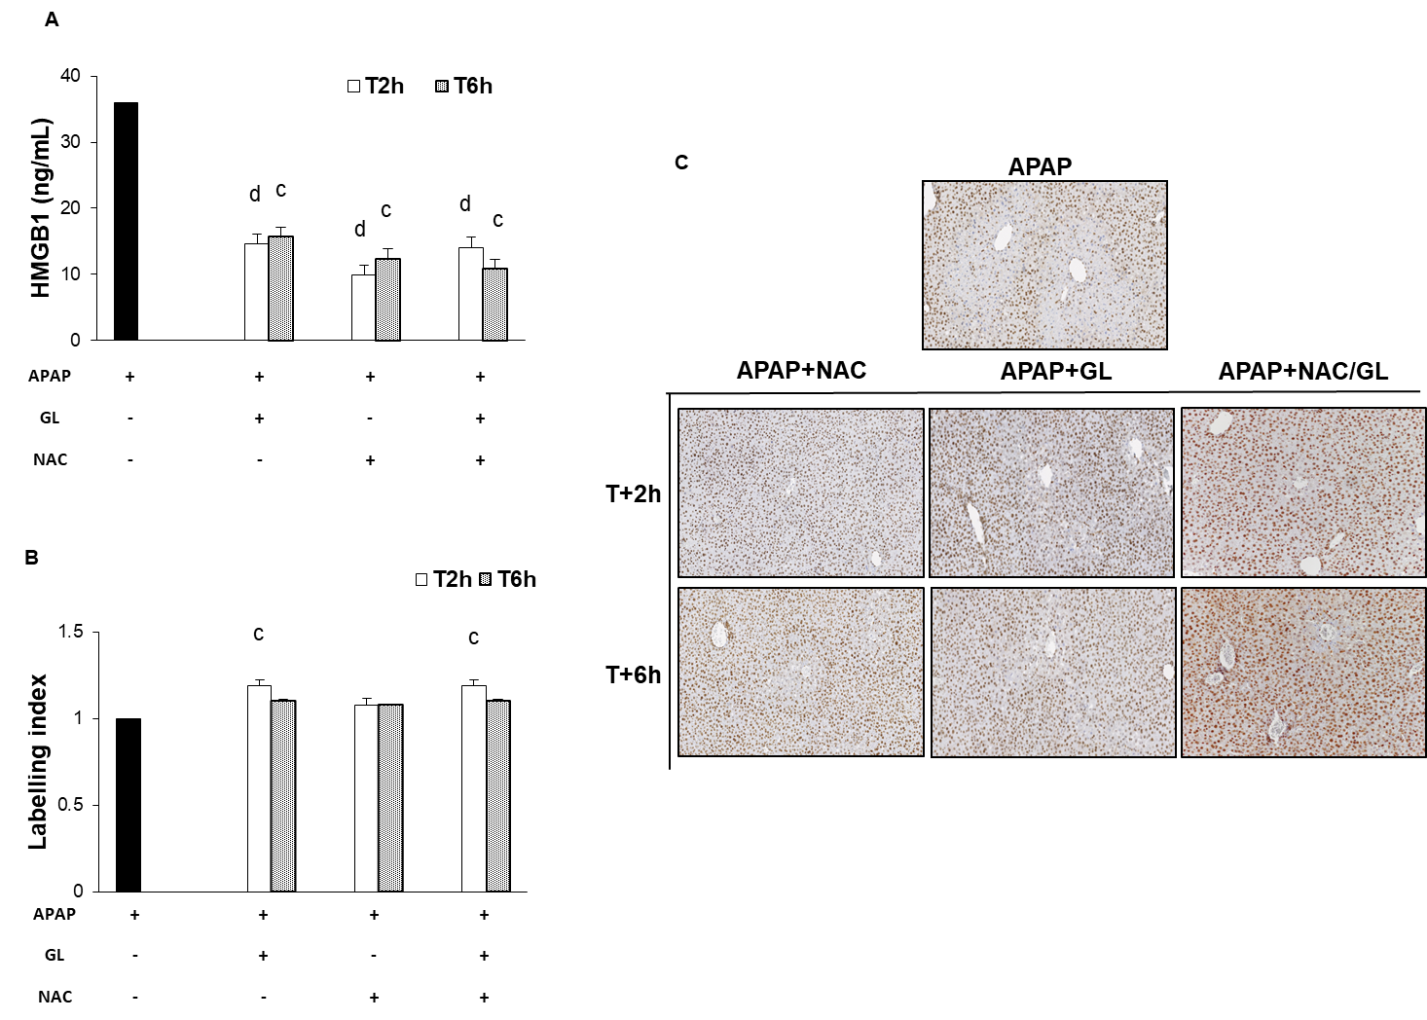 A
HMGB1 (ng/mL)
40
30
20
10
0
T2h T6h
d c
d c
d c
APAP + + + +
GL - + - +
NAC - - + +
B
Labelling index
T2h T6h
1.5
1
0.5
0
c c
APAP + + + +
GL - + - +
NAC - - + +
C
APAP
APAP+NAC APAP+GL APAP+NAC/GL
T+2h
T+6h